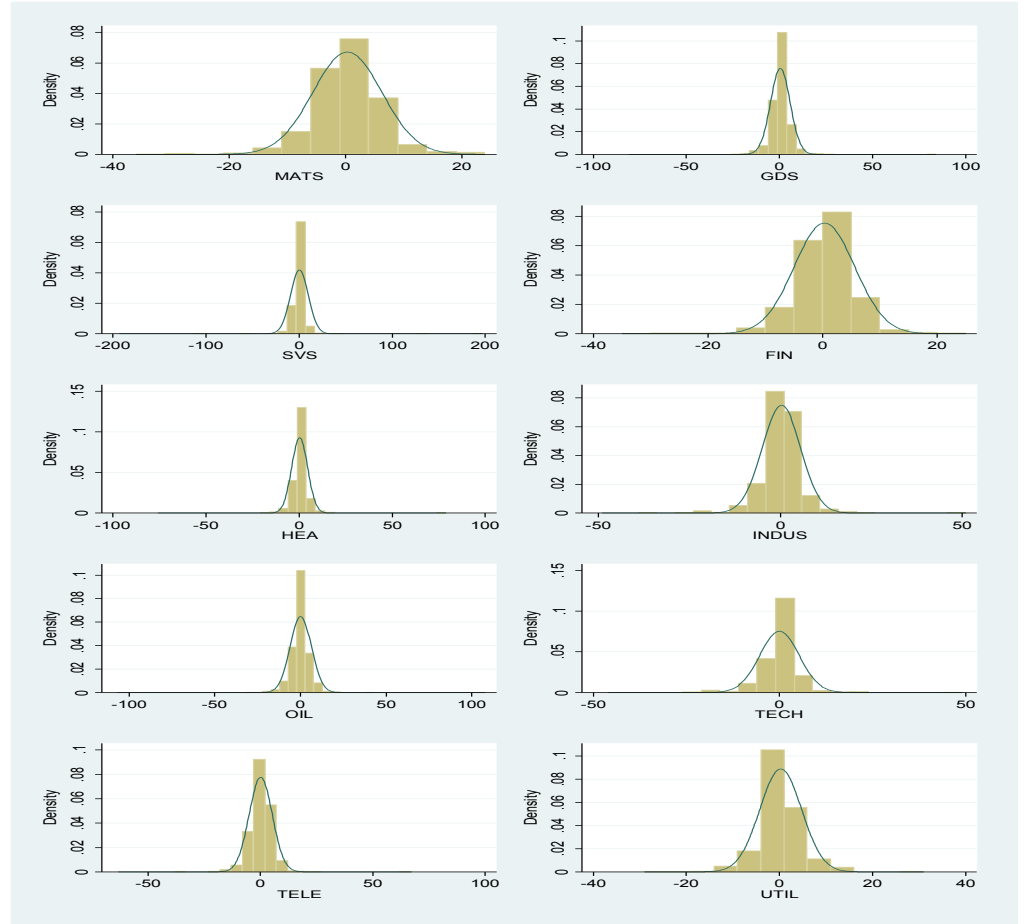 Density
0 .02 .04 .06 .08
-40 -20 0 20
MATS
Density
0 .02 .04 .06 .08 .1
-100 -50 0 50 100
GDS
Density
0 .02 .04 .06 .08
-200 -100 0 100 200
SVS
Density
0 .02 .04 .06 .08
-40 -20 0 20
FIN
Density
0 .05 .1 .15
-100 -50 0 50 100
HEA
Density
0 .02 .04 .06 .08
-50 0 50
INDUS
Density
0 .02 .04 .06 .08 .1
-100 -50 0 50 100
OIL
Density
0 .05 .1 .15
-50 0 50
TECH
Density
0 .02 .04 .06 .08 .1
-50 0 50 100
TELE
Density
0 .02 .04 .06 .08 .1
-40 -20 0 20 40
UTIL